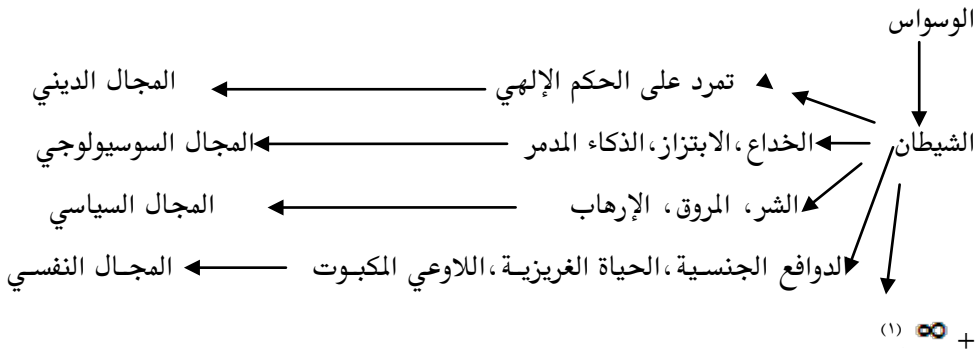 الوسواس
تمرد على الحكم الإلهي المجال الديني
الشيطان الخداع،الابتزاز،الذكاء المدمر المجال السوسيولوجي
الشر، المروق، الإرهاب المجال السياسي
الدوافع الجنسية،الحياة الغريزية،اللاوعي المكبوت المجال النفسي
+ ∞ (١)